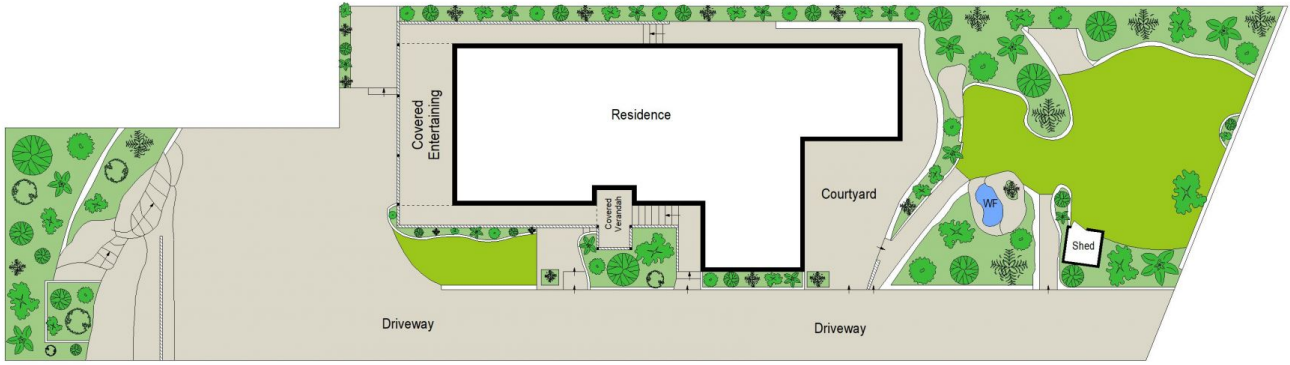 Residence
Covered
Entertaining
Covered
Verandah
Courtyard
WF
Shed
Driveway
Driveway